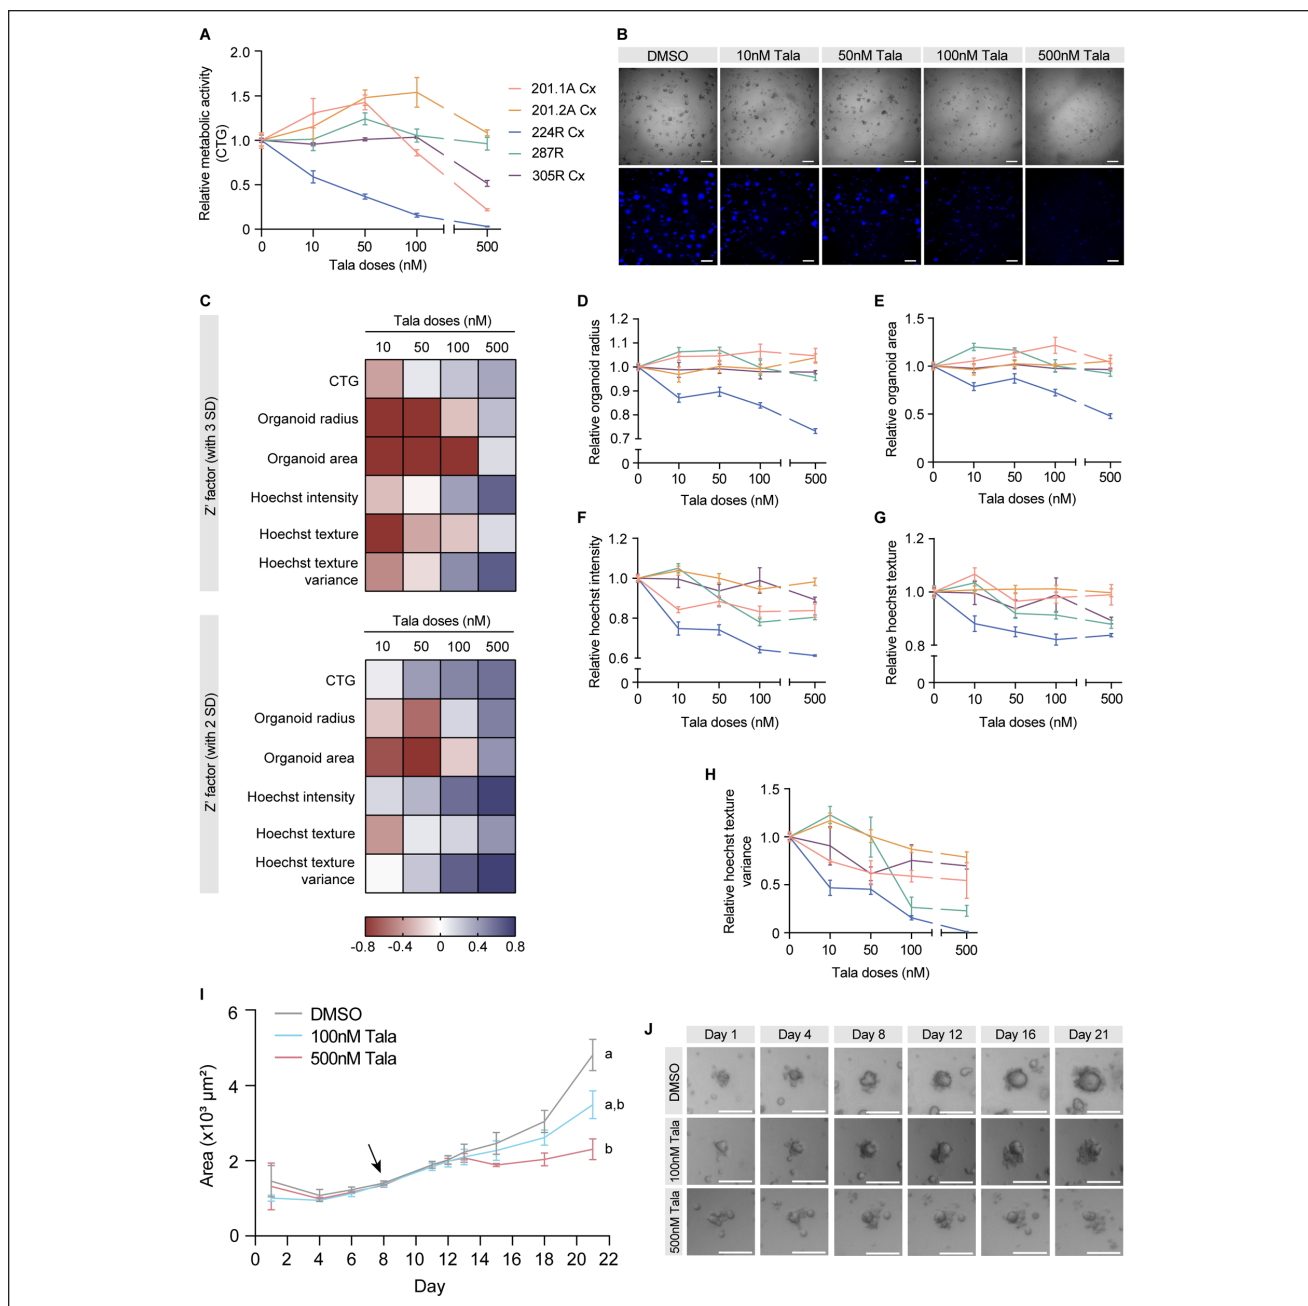 A
Relative metabolic activity
(CTG)
2.0
1.5
1.0
0.5
0
0 10 50 100 500
Tala doses (nM)
201.1A Cx
201.2A Cx
224R Cx
287R
305R Cx
B
DMSO 10nM Tala 50nM Tala 100nM Tala 500nM Tala
C
Z' factor (with 3 SD)
Tala doses (nM)
10 50 100 500
CTG
Organoid radius
Organoid area
Hoechst intensity
Hoechst texture
Hoechst texture
variance
Z' factor (with 2 SD)
Tala doses (nM)
10 50 100 500
CTG
Organoid radius
Organoid area
Hoechst intensity
Hoechst texture
Hoechst texture
variance
-0.8 -0.4 0 0.4 0.8
D
Relative organoid radius
1.2
1.1
1.0
0.9
0.8
0.7
0
0 10 50 100 500
Tala doses (nM)
E
Relative organoid area
1.5
1.0
0.5
0
0 10 50 100 500
Tala doses (nM)
F
Relative hoechst intensity
1.2
1.0
0.8
0.6
0
0 10 50 100 500
Tala doses (nM)
G
Relative hoechst texture
1.2
1.0
0.8
0
0 10 50 100 500
Tala doses (nM)
H
Relative hoechst texture
variance
1.5
1.0
0.5
0
0 10 50 100 500
Tala doses (nM)
I
Area (x10³ µm²)
6
4
2
0
DMSO
100nM Tala
500nM Tala
a
a,b
b
0 2 4 6 8 10 12 14 16 18 20 22
Day
J
Day 1 Day 4 Day 8 Day 12 Day 16 Day 21
DMSO
100nM Tala
500nM Tala